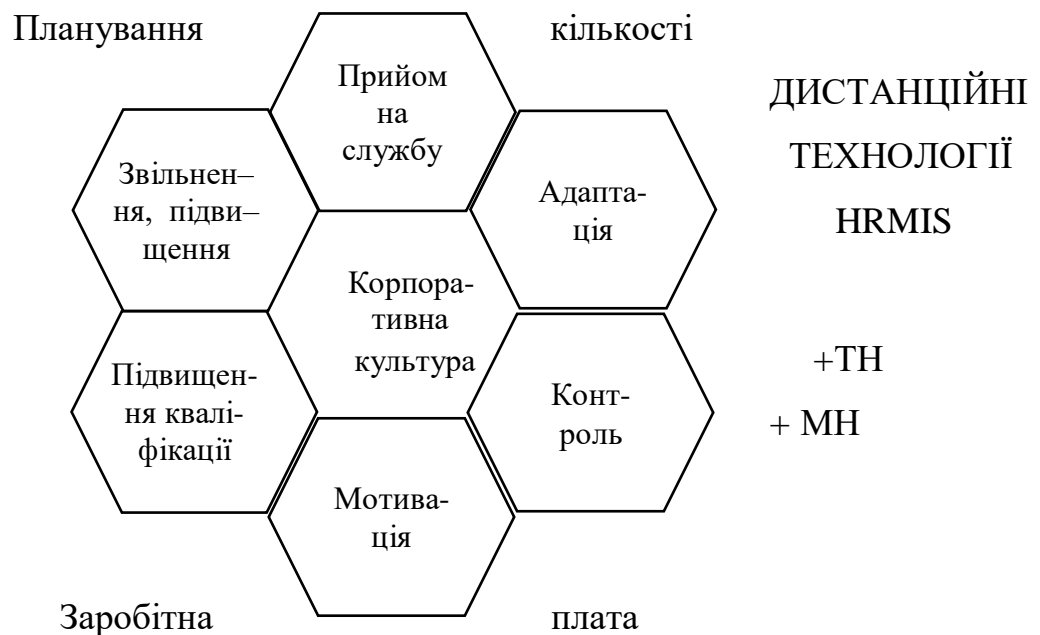 Планування кількості
Прийом
на
службу
ДИСТАНЦІЙНІ
ТЕХНОЛОГІЇ
HRMIS
Звільнен–
ня, підви–
щення
Адапта-
ція
Корпора-
тивна
культура
Підвищен-
ня квалі-
фікації
Конт-
роль
+ТН
+ МН
Мотива-
ція
Заробітна плата